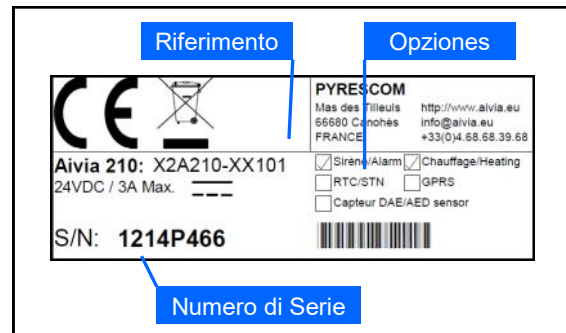 Riferimento
Opziones
CE
PYRESCOM
Mas des Tilleuls http://www.aivia.eu
66680 Canohès info@aivia.eu
FRANCE +33(0)4.68.68.39.68
Aivia 210: X2A210-XX101
24VDC / 3A Max.
Sirène/Alarm Chauffage/Heating
RTC/STN GPRS
Capteur DAE/AED sensor
S/N: 1214P466
Numero di Serie